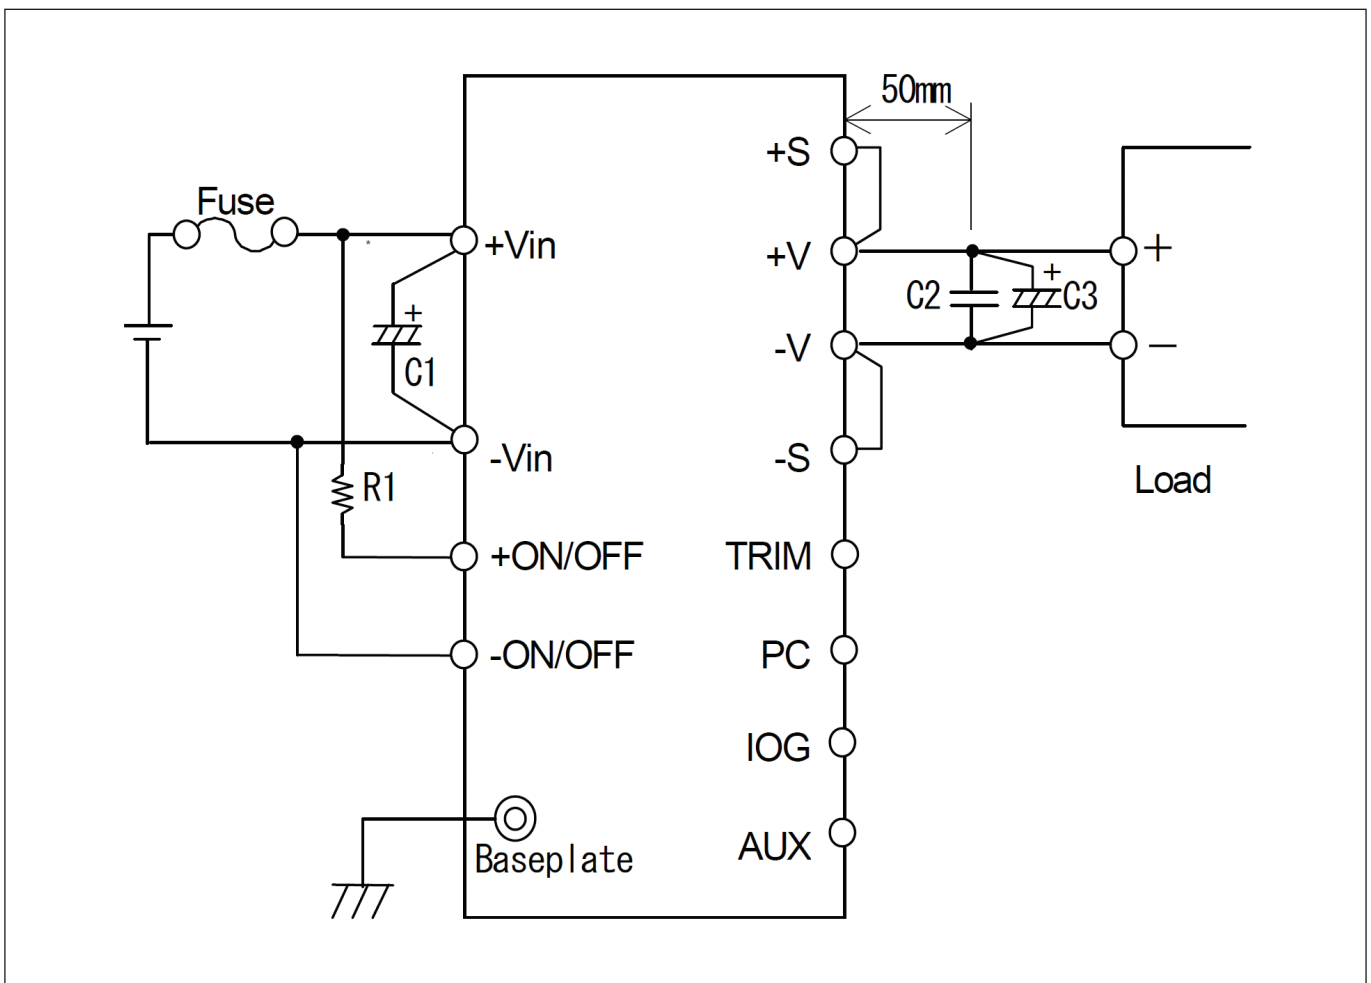 50mm
+S
Fuse
+Vin
*
+V
+
+
C2
C3
+
C1
-V
−
-Vin
-S
R1
Load
+ON/OFF
TRIM
-ON/OFF
PC
IOG
Baseplate
AUX